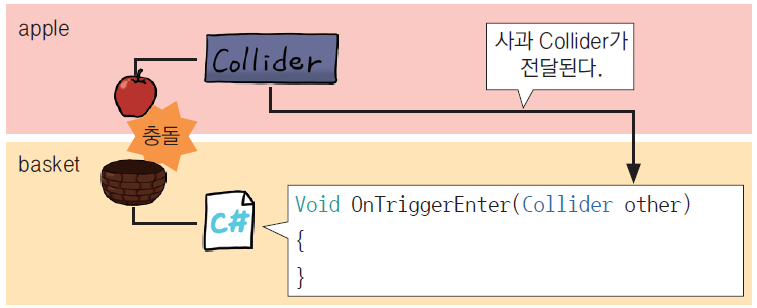 apple
Collider
사과 Collider가
전달된다.
충돌
basket
C#
Void OnTriggerEnter(Collider other)
{
}